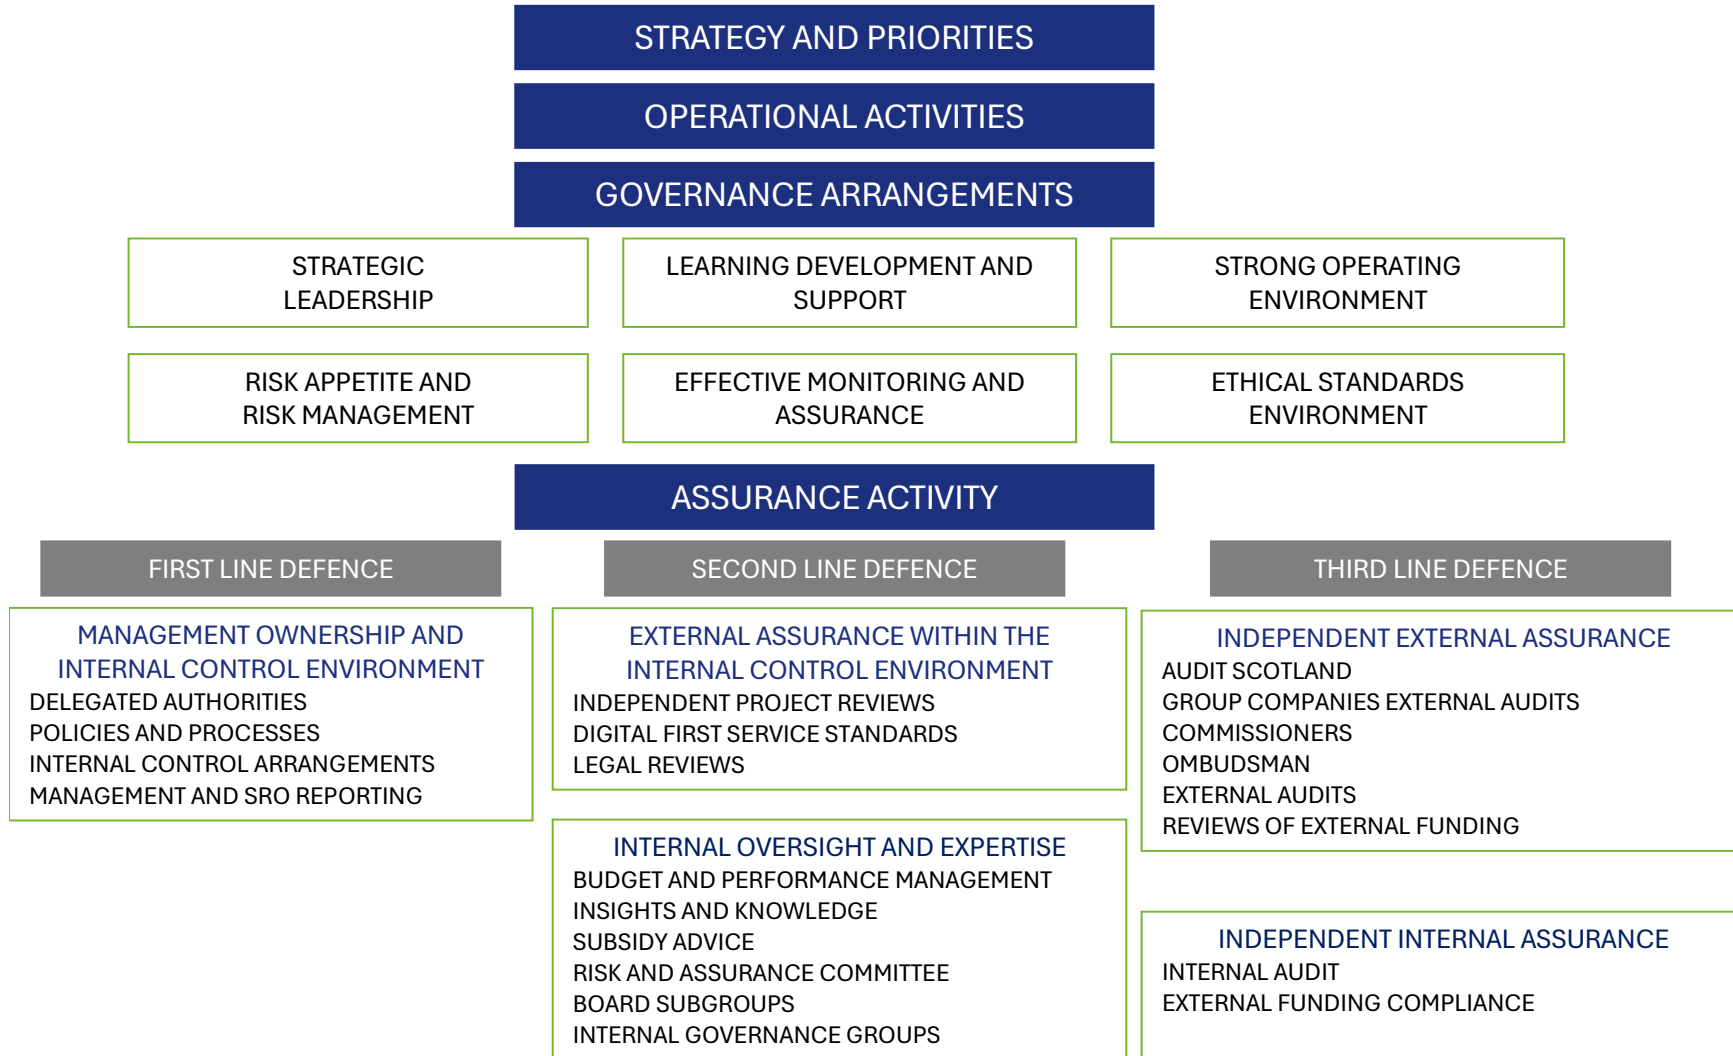 STRATEGY AND PRIORITIES
OPERATIONAL ACTIVITIES
GOVERNANCE ARRANGEMENTS
STRATEGIC
LEADERSHIP
LEARNING DEVELOPMENT AND
SUPPORT
STRONG OPERATING
ENVIRONMENT
RISK APPETITE AND
RISK MANAGEMENT
EFFECTIVE MONITORING AND
ASSURANCE
ETHICAL STANDARDS
ENVIRONMENT
ASSURANCE ACTIVITY
FIRST LINE DEFENCE
MANAGEMENT OWNERSHIP AND
INTERNAL CONTROL ENVIRONMENT
DELEGATED AUTHORITIES
POLICIES AND PROCESSES
INTERNAL CONTROL ARRANGEMENTS
MANAGEMENT AND SRO REPORTING
SECOND LINE DEFENCE
EXTERNAL ASSURANCE WITHIN THE
INTERNAL CONTROL ENVIRONMENT
INDEPENDENT PROJECT REVIEWS
DIGITAL FIRST SERVICE STANDARDS
LEGAL REVIEWS
INTERNAL OVERSIGHT AND EXPERTISE
BUDGET AND PERFORMANCE MANAGEMENT
INSIGHTS AND KNOWLEDGE
SUBSIDY ADVICE
RISK AND ASSURANCE COMMITTEE
BOARD SUBGROUPS
INTERNAL GOVERNANCE GROUPS
THIRD LINE DEFENCE
INDEPENDENT EXTERNAL ASSURANCE
AUDIT SCOTLAND
GROUP COMPANIES EXTERNAL AUDITS
COMMISSIONERS
OMBUDSMAN
EXTERNAL AUDITS
REVIEWS OF EXTERNAL FUNDING
INDEPENDENT INTERNAL ASSURANCE
INTERNAL AUDIT
EXTERNAL FUNDING COMPLIANCE